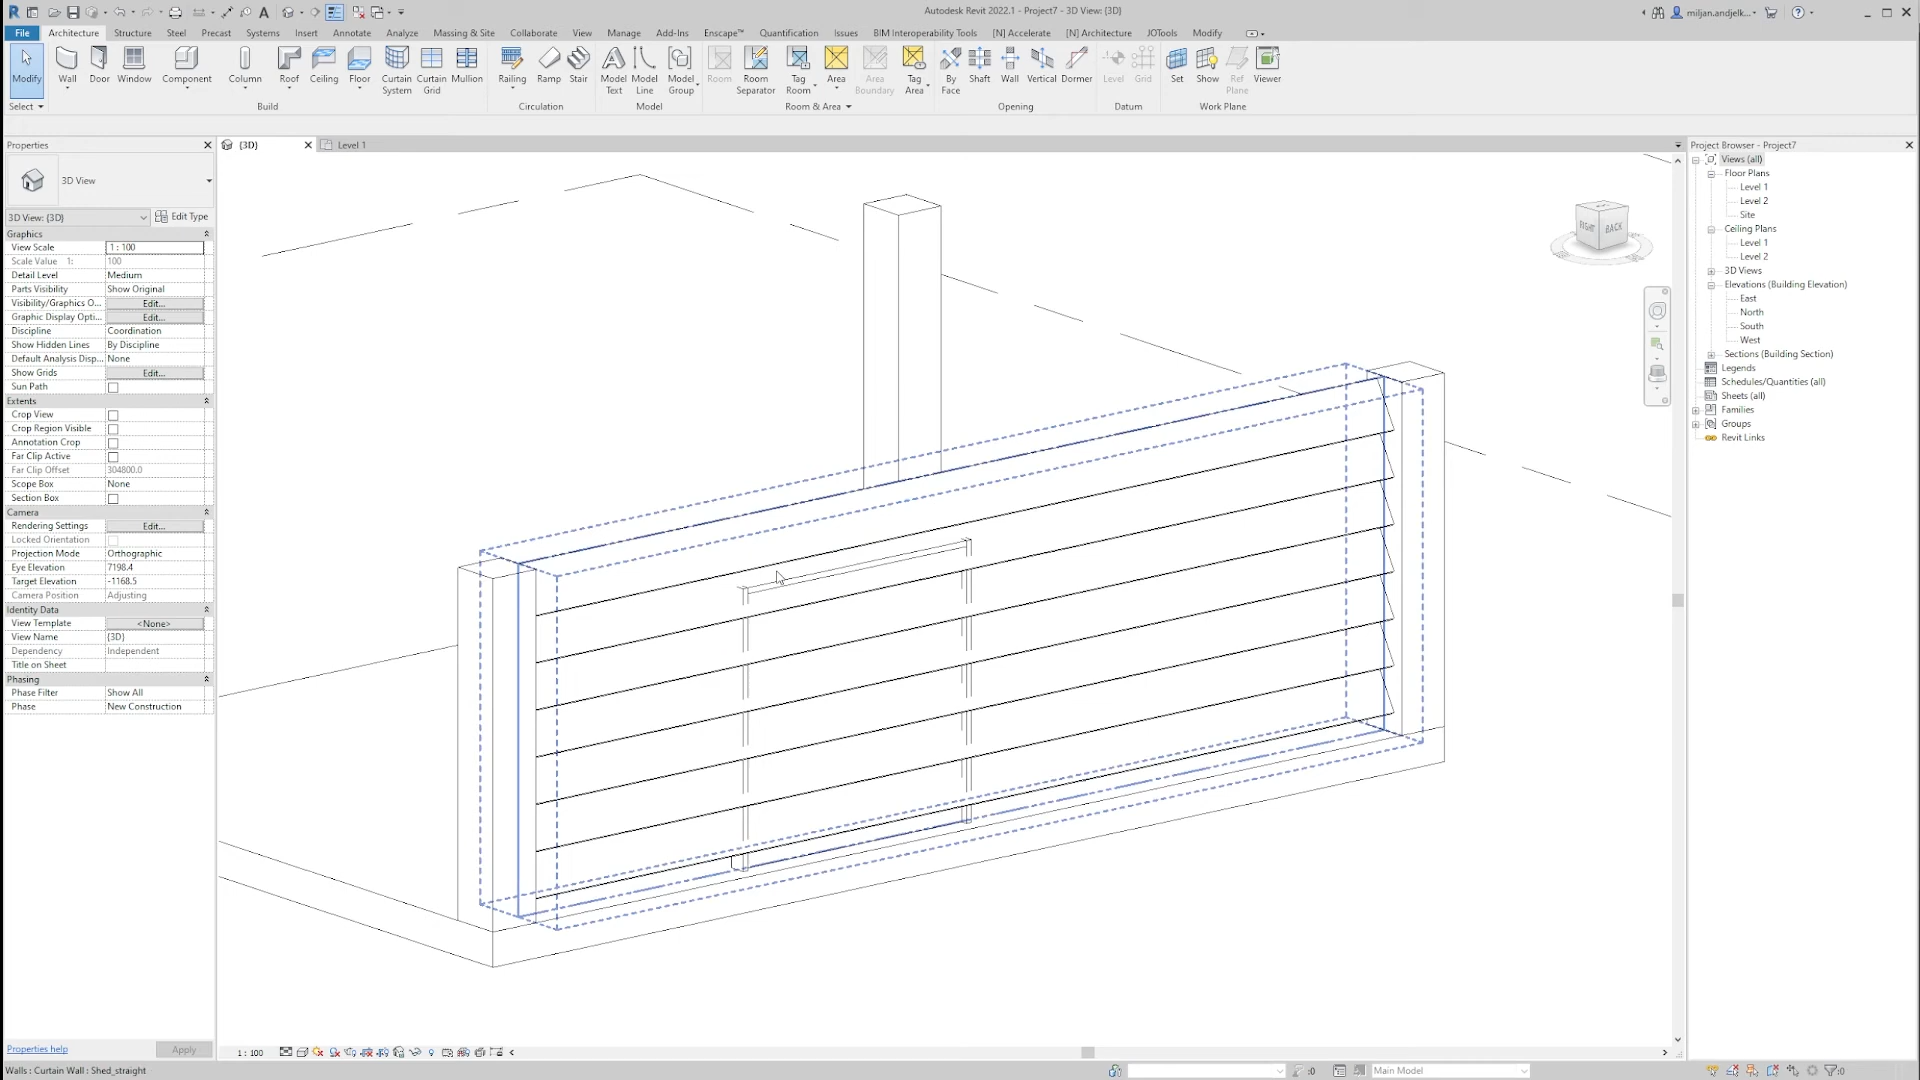 Autodesk Revit 2022.1 - Project7 - 3D View: {3D}
miljan.andjelk...
File Architecture Structure Steel Precast Systems Insert Annotate Analyze Massing & Site Collaborate View Manage Add-Ins Enscape™ Quantification Issues BIM Interoperability Tools [N] Accelerate [N] Architecture JOTools Modify
Modify Wall Door Window Component Column Roof Ceiling Floor Curtain System Curtain Grid Mullion Railing Ramp Stair Model Text Model Line Model Group Room Room Separator Tag Room Area Area Boundary Tag Area By Face Shaft Wall Vertical Dormer Level Grid Set Show Ref Plane Viewer
Select Build Circulation Model Room & Area Opening Datum Work Plane
Properties
{3D}
Level 1
Project Browser - Project7
3D View
3D View: {3D} Edit Type
Graphics
View Scale 1 : 100
Scale Value 1: 100
Detail Level Medium
Parts Visibility Show Original
Visibility/Graphics O... Edit...
Graphic Display Opti... Edit...
Discipline Coordination
Show Hidden Lines By Discipline
Default Analysis Disp... None
Show Grids Edit...
Sun Path
Extents
Crop View
Crop Region Visible
Annotation Crop
Far Clip Active
Far Clip Offset 304800.0
Scope Box None
Section Box
Camera
Rendering Settings Edit...
Locked Orientation
Projection Mode Orthographic
Eye Elevation 7198.4
Target Elevation -1168.5
Camera Position Adjusting
Identity Data
View Template <None>
View Name {3D}
Dependency Independent
Title on Sheet
Phasing
Phase Filter Show All
Phase New Construction
Properties help Apply
RIGHT BACK
Views (all)
Floor Plans
Level 1
Level 2
Site
Ceiling Plans
Level 1
Level 2
3D Views
Elevations (Building Elevation)
East
North
South
West
Sections (Building Section)
Legends
Schedules/Quantities (all)
Sheets (all)
Families
Groups
Revit Links
1 : 100
Walls : Curtain Wall : Shed_straight
:0
Main Model
:0